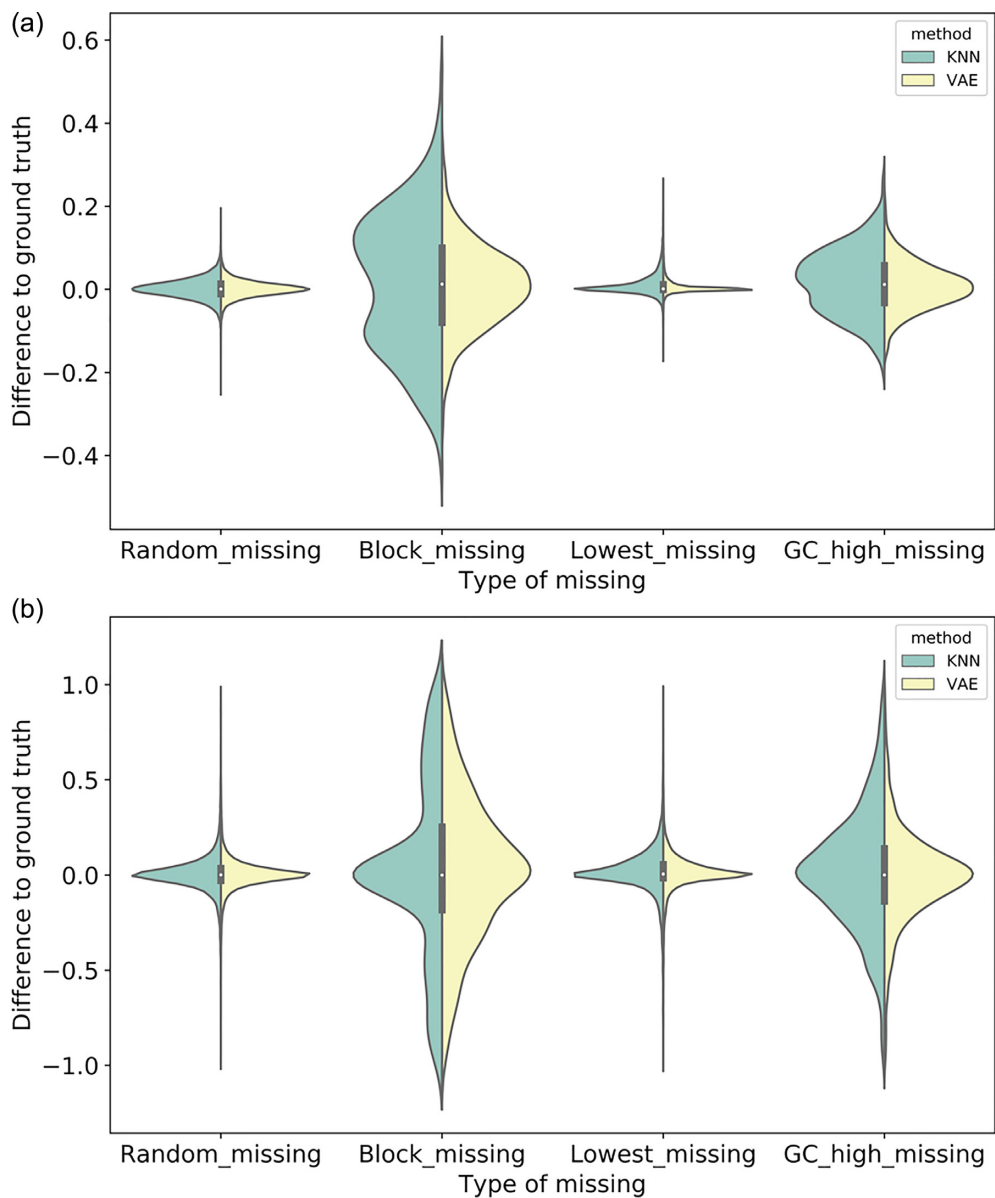 (a)
method
KNN
VAE
Difference to ground truth
0.6
0.4
0.2
0.0
−0.2
−0.4
Random_missing Block_missing Lowest_missing GC_high_missing
Type of missing
(b)
method
KNN
VAE
Difference to ground truth
1.0
0.5
0.0
−0.5
−1.0
Random_missing Block_missing Lowest_missing GC_high_missing
Type of missing